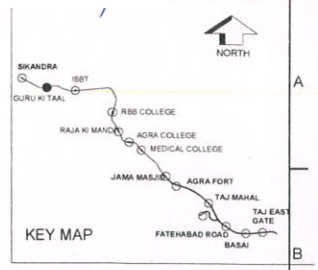 NORTH
A
SIKANDRA
ISBT
GURU KI TAAL
RBS COLLEGE
RAJA KI MANDI
AGRA COLLEGE
MEDICAL COLLEGE
JAMA MASJID
AGRA FORT
TAJ MAHAL
TAJ EAST
GATE
FATEHABAD ROAD
BASAI
KEY MAP
B